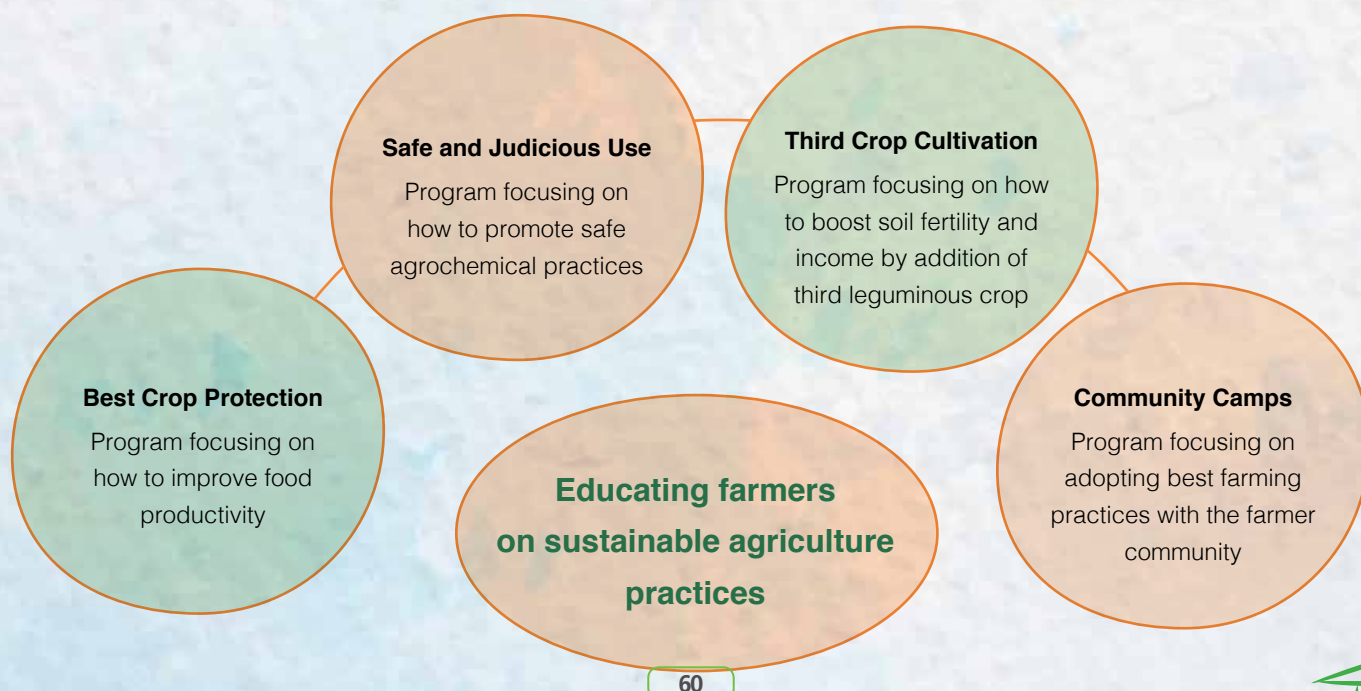 Safe and Judicious Use
Program focusing on
how to promote safe
agrochemical practices
Third Crop Cultivation
Program focusing on how
to boost soil fertility and
income by addition of
third leguminous crop
Best Crop Protection
Program focusing on
how to improve food
productivity
Community Camps
Program focusing on
adopting best farming
practices with the farmer
community
Educating farmers
on sustainable agriculture
practices
60